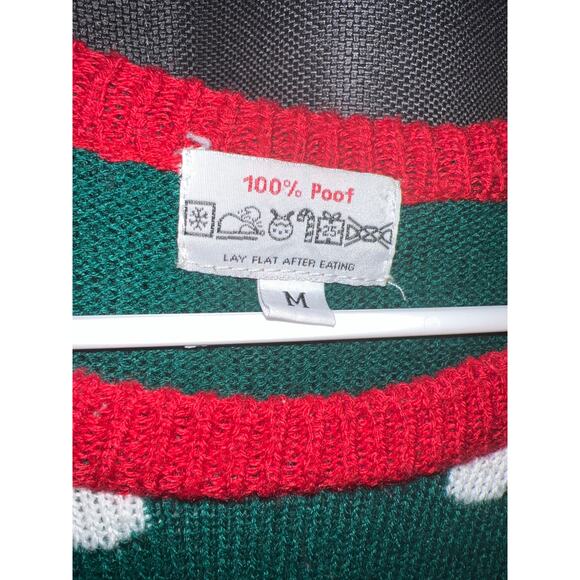 100% Poof
25
LAY FLAT AFTER EATING
M